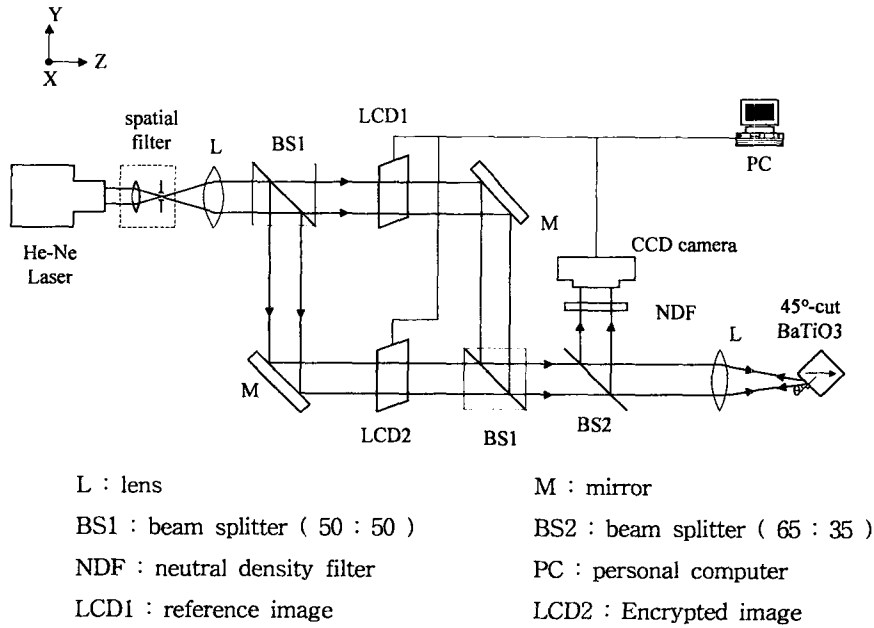 Y
Z
X
LCD1
spatial
filter
L
BS1
PC
M
CCD camera
He-Ne
Laser
NDF
45°-cut
BaTiO3
L
M
θ
LCD2
BS1
BS2
L : lens
M : mirror
BS1 : beam splitter ( 50 : 50 )
BS2 : beam splitter ( 65 : 35 )
NDF : neutral density filter
PC : personal computer
LCD1 : reference image
LCD2 : Encrypted image